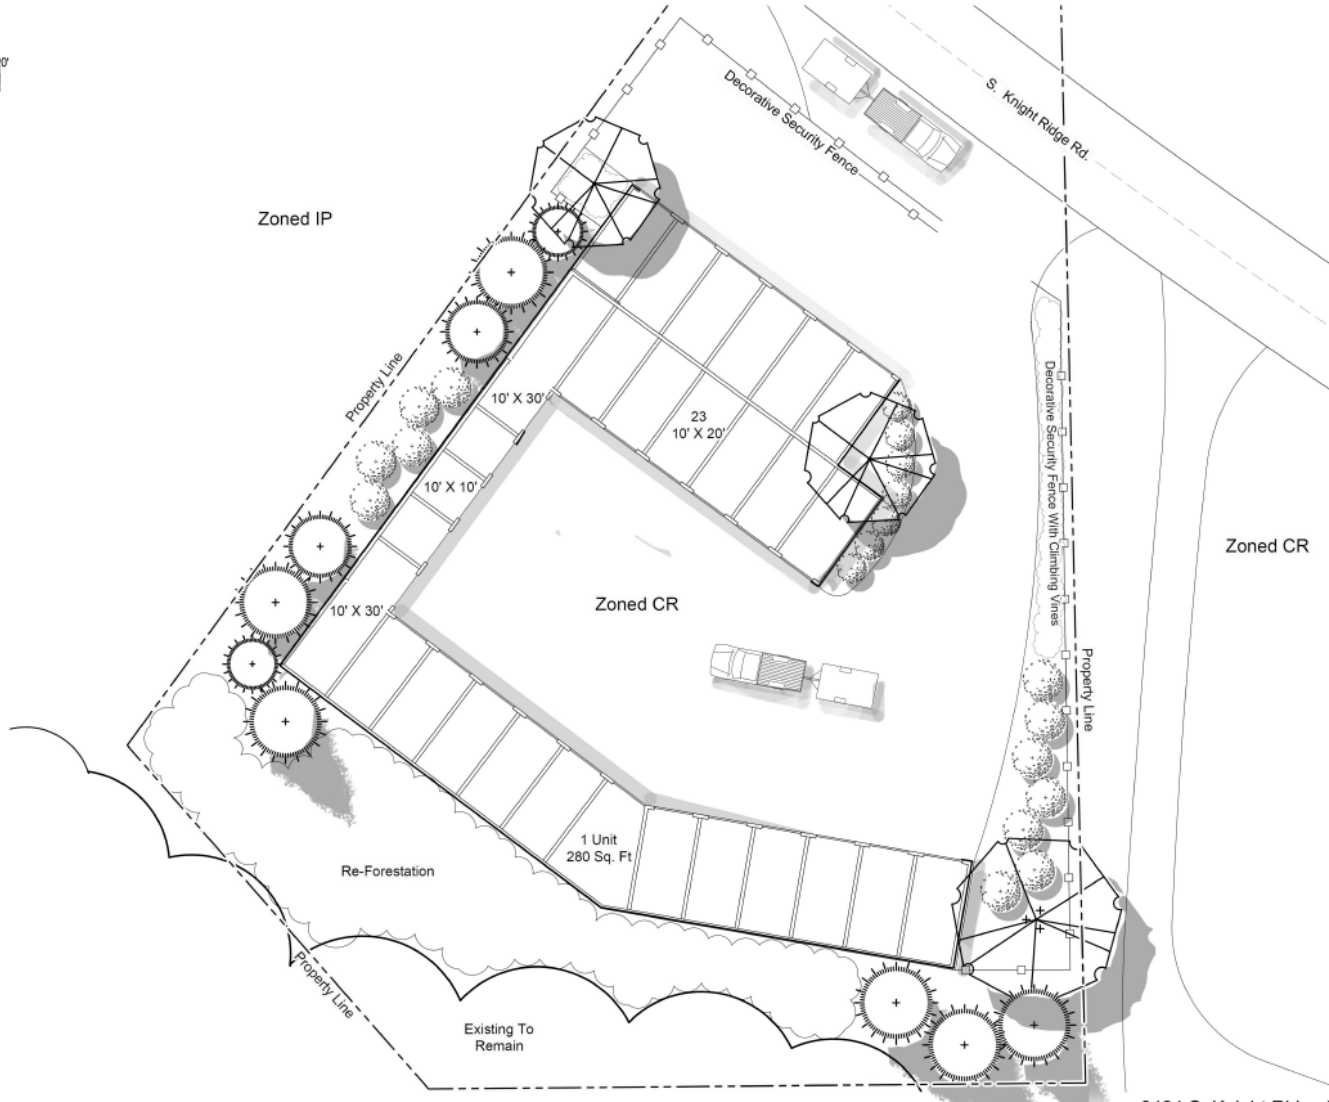 0'
S. Knight Ridge Rd.
Decorative Security Fence
Zoned IP
Property Line
10' X 30'
23
10' X 20'
10' X 10'
Decorative Security Fence With Climbing Vines
Zoned CR
Zoned CR
10' X 30'
Property Line
1 Unit
280 Sq. Ft
Re-Forestation
Property Line
Existing To
Remain